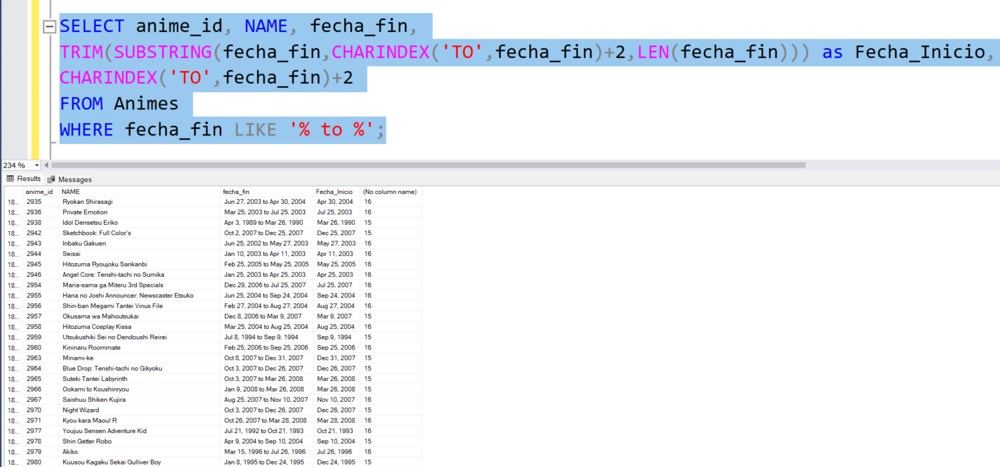 SELECT anime_id, NAME, fecha_fin,
TRIM(SUBSTRING(fecha_fin,CHARINDEX('TO',fecha_fin)+2,LEN(fecha_fin))) as Fecha_Inicio,
CHARINDEX('TO',fecha_fin)+2
FROM Animes
WHERE fecha_fin LIKE '% to %';
234 %
Results Messages
anime_id NAME fecha_fin Fecha_Inicio (No column name)
18... 2935 Ryokan Shirasagi Jun 27, 2003 to Apr 30, 2004 Apr 30, 2004 16
18... 2936 Private Emotion Mar 25, 2003 to Jul 25, 2003 Jul 25, 2003 16
18... 2938 Idol Densetsu Eriko Apr 3, 1989 to Mar 26, 1990 Mar 26, 1990 15
18... 2942 Sketchbook: Full Color's Oct 2, 2007 to Dec 25, 2007 Dec 25, 2007 15
18... 2943 Inbaku Gakuen Jun 25, 2002 to May 27, 2003 May 27, 2003 16
18... 2944 Seisai Jan 10, 2003 to Apr 11, 2003 Apr 11, 2003 16
18... 2945 Hitozuma Ryoujoku Sankanbi Feb 25, 2005 to May 25, 2005 May 25, 2005 16
18... 2946 Angel Core: Tenshi-tachi no Sumika Jan 25, 2003 to Apr 25, 2003 Apr 25, 2003 16
18... 2954 Maria-sama ga Miteru 3rd Specials Dec 29, 2006 to Jul 25, 2007 Jul 25, 2007 16
18... 2955 Hana no Joshi Announcer: Newscaster Etsuko Jun 25, 2004 to Sep 24, 2004 Sep 24, 2004 16
18... 2956 Shin-ban Megami Tantei Vinus File Feb 27, 2004 to Aug 27, 2004 Aug 27, 2004 16
18... 2957 Okusama wa Mahoutsukai Dec 8, 2006 to Mar 9, 2007 Mar 9, 2007 15
18... 2958 Hitozuma Cosplay Kissa Mar 25, 2004 to Aug 25, 2004 Aug 25, 2004 16
18... 2959 Utsukushiki Sei no Dendoushi Reirei Jul 8, 1994 to Sep 9, 1994 Sep 9, 1994 15
18... 2960 Kininaru Roommate Feb 25, 2006 to Sep 25, 2006 Sep 25, 2006 16
18... 2963 Minami-ke Oct 8, 2007 to Dec 31, 2007 Dec 31, 2007 15
18... 2964 Blue Drop: Tenshi-tachi no Gikyoku Oct 3, 2007 to Dec 26, 2007 Dec 26, 2007 15
18... 2965 Suteki Tantei Labyrinth Oct 3, 2007 to Mar 26, 2008 Mar 26, 2008 15
18... 2966 Ookami to Koushinryou Jan 9, 2008 to Mar 26, 2008 Mar 26, 2008 15
18... 2967 Saishuu Shiken Kujira Aug 25, 2007 to Nov 10, 2007 Nov 10, 2007 16
18... 2970 Night Wizard Oct 3, 2007 to Dec 26, 2007 Dec 26, 2007 15
18... 2971 Kyou kara Maou! R Oct 26, 2007 to Mar 28, 2008 Mar 28, 2008 16
18... 2977 Youjuu Sensen Adventure Kid Jul 21, 1992 to Oct 21, 1993 Oct 21, 1993 16
18... 2978 Shin Getter Robo Apr 9, 2004 to Sep 10, 2004 Sep 10, 2004 15
18... 2979 Akiko Mar 15, 1996 to Jul 26, 1996 Jul 26, 1996 16
18... 2980 Kuusou Kagaku Sekai Gulliver Boy Jan 8, 1995 to Dec 24, 1995 Dec 24, 1995 15